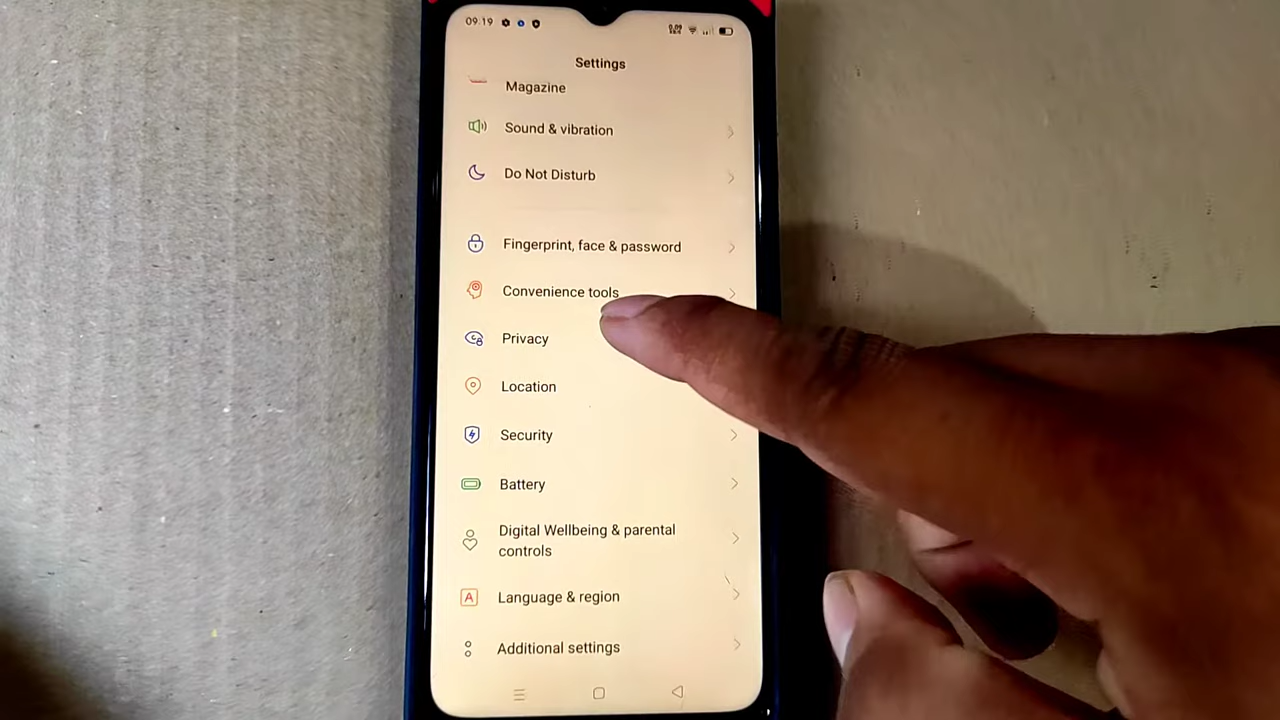 09:19
Settings
Magazine
Sound & vibration
Do Not Disturb
Fingerprint, face & password
Convenience tools
Privacy
Location
Security
Battery
Digital Wellbeing & parental
controls
A Language & region
Additional settings